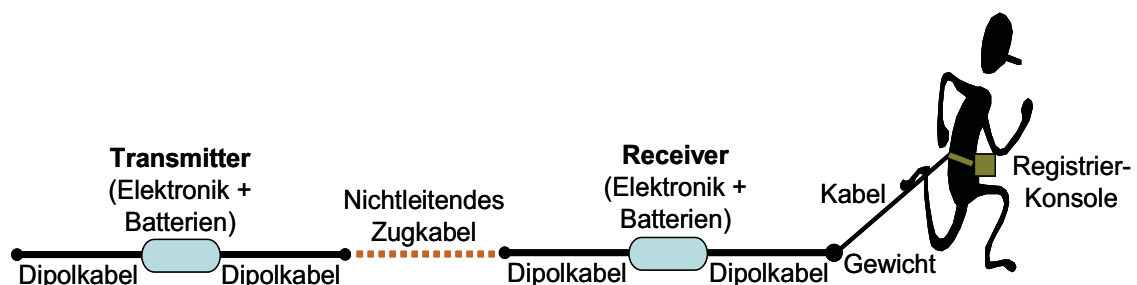 Transmitter
(Elektronik +
Batterien)
Dipolkabel
Dipolkabel
Nichtleitendes
Zugkabel
Receiver
(Elektronik +
Batterien)
Dipolkabel
Dipolkabel
Gewicht
Kabel
Registrier-
Konsole